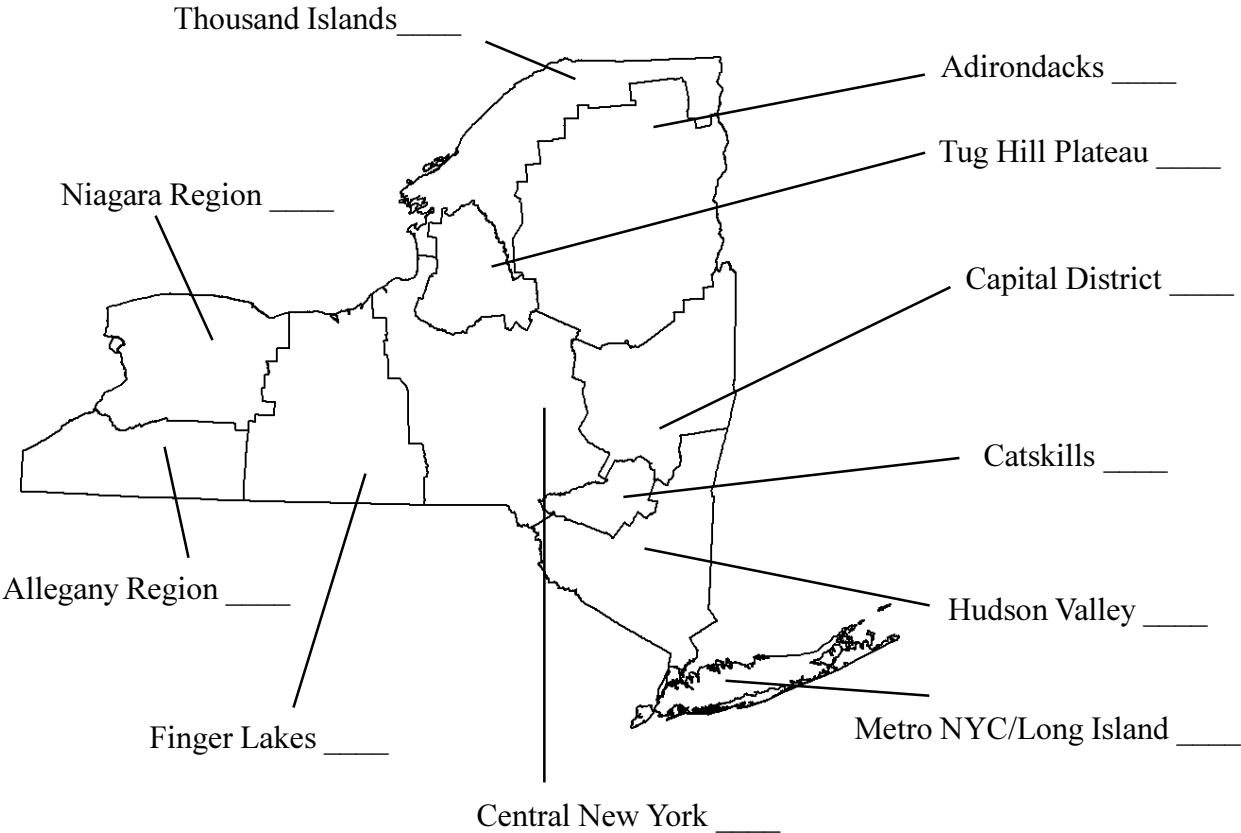 Thousand Islands____
Adirondacks ____
Tug Hill Plateau ____
Niagara Region ____
Capital District ____
Catskills ____
Allegany Region ____
Hudson Valley ____
Finger Lakes ____
Metro NYC/Long Island ____
Central New York ____